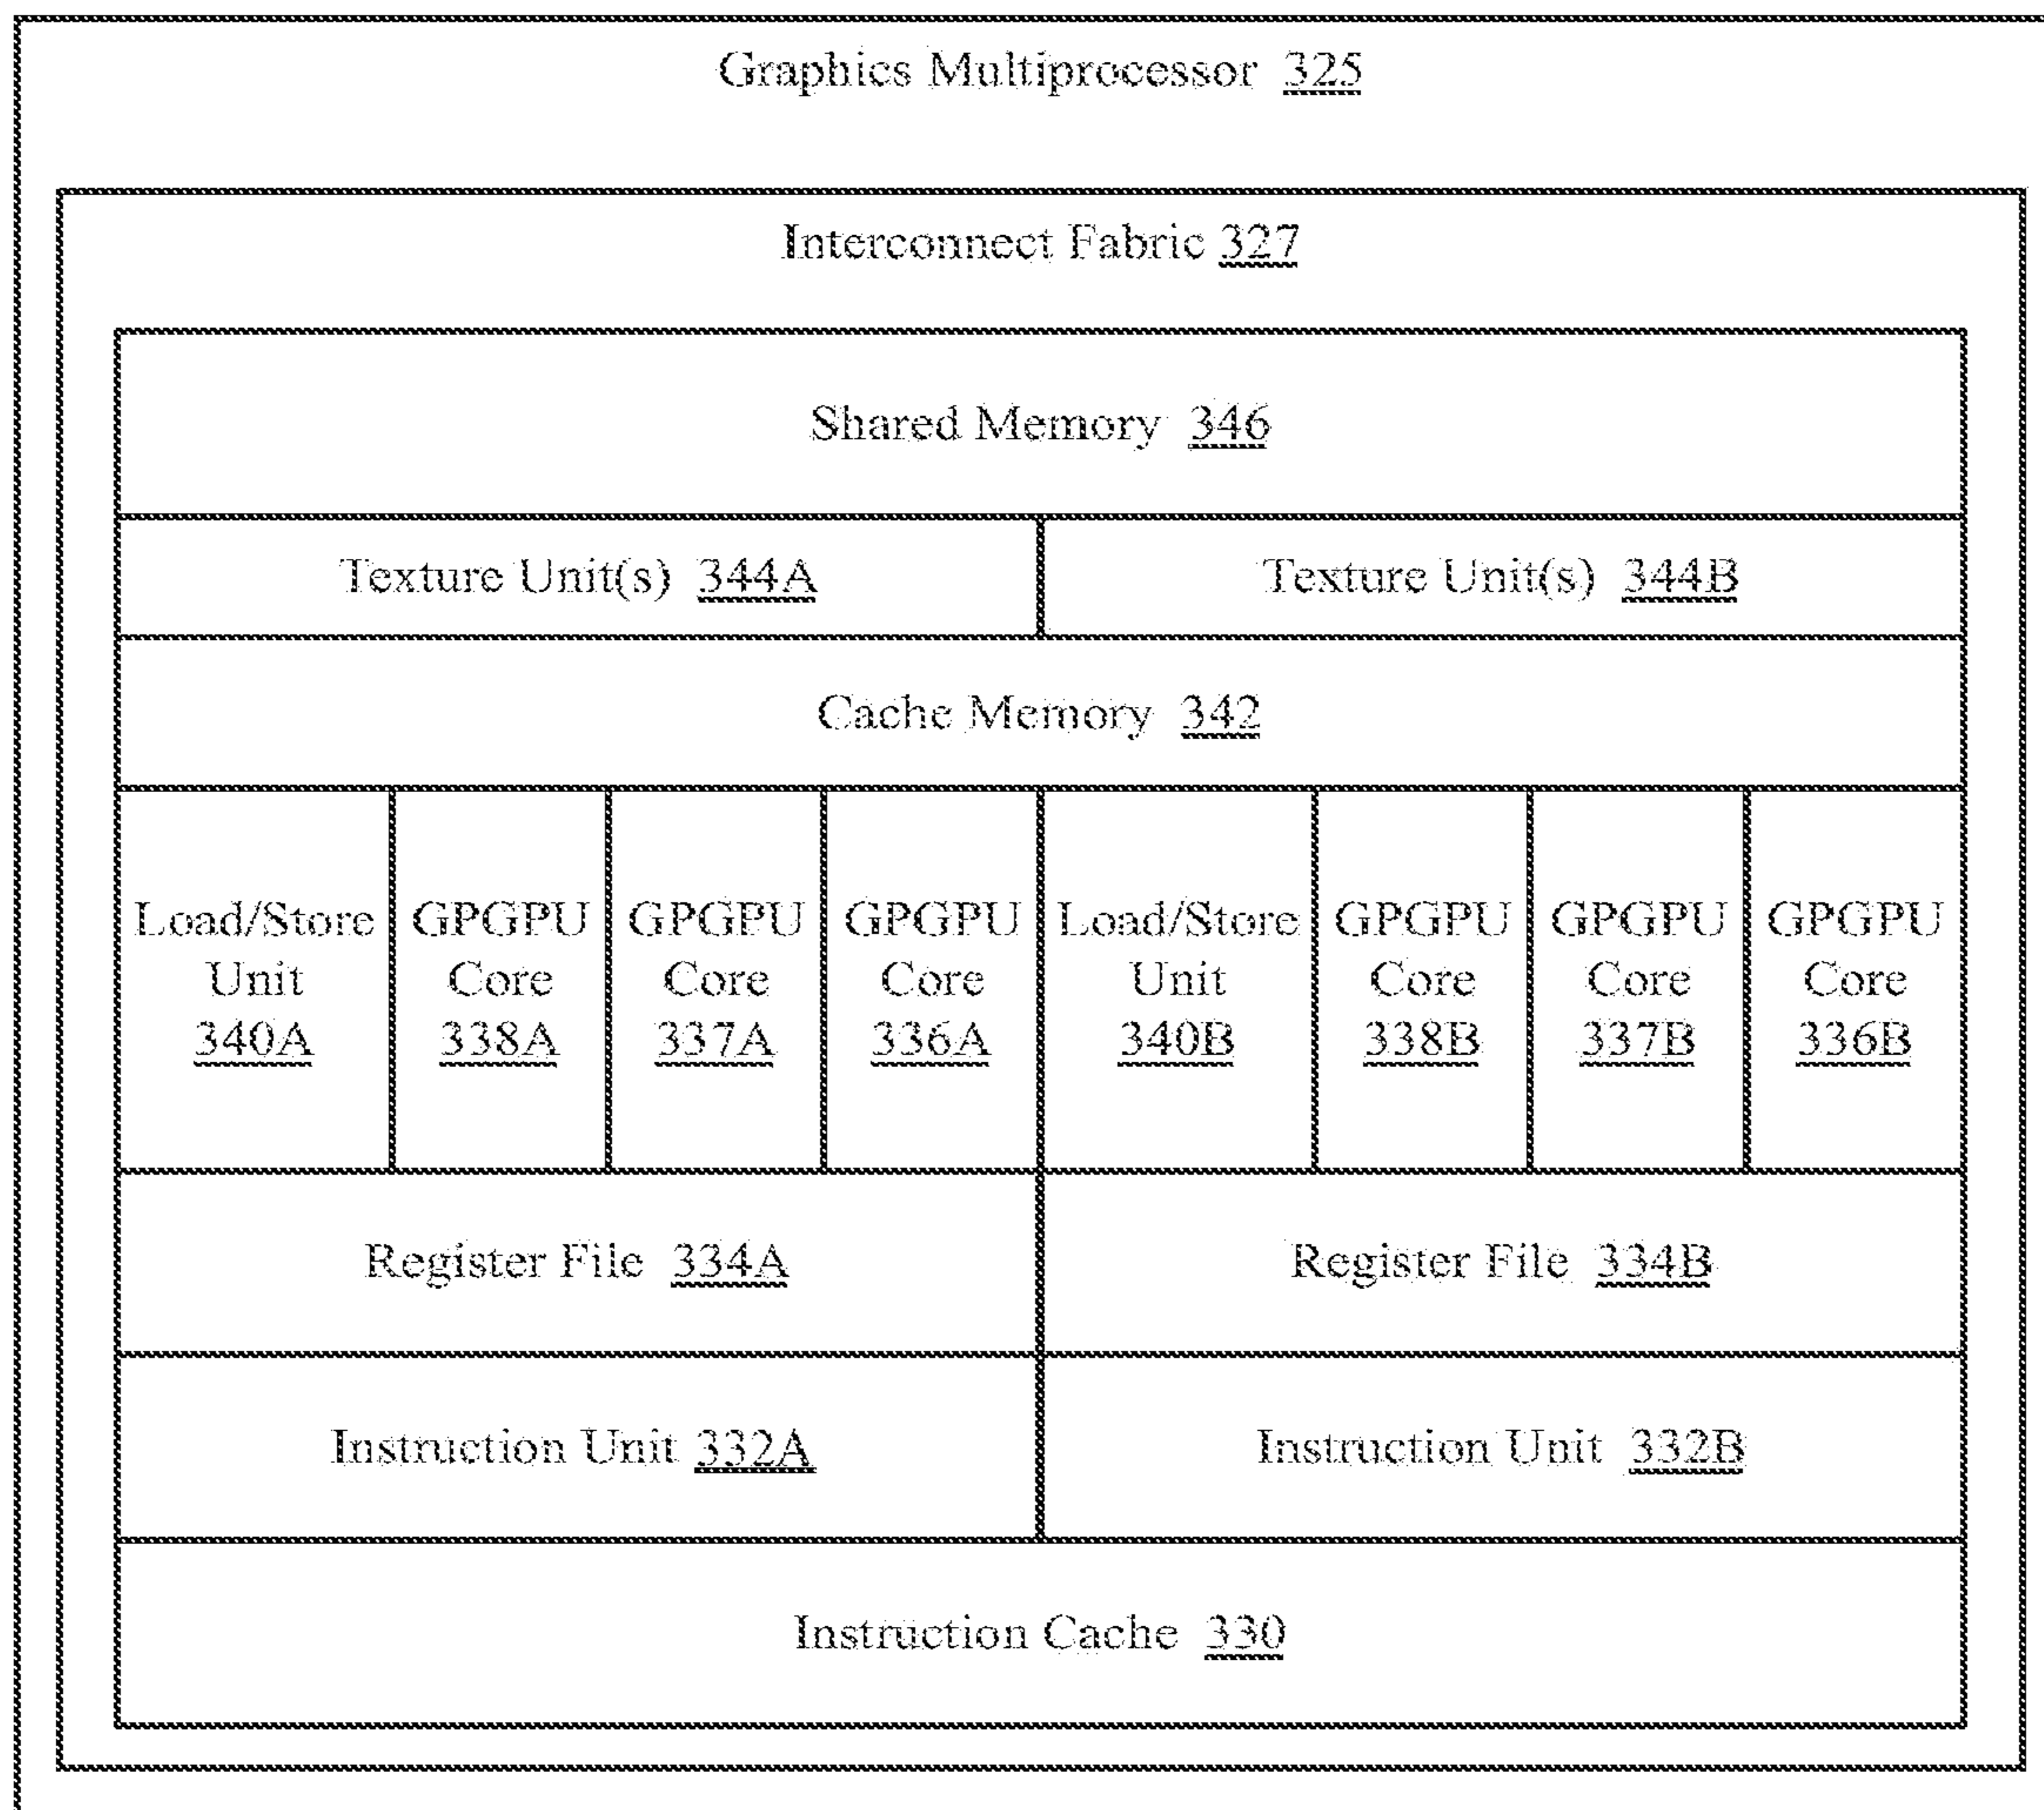 Graphics Multiprocessor 325
Interconnect Fabric 327
Shared Memory 346
Texture Unit(s) 344A
Texture Unit(s) 344B
Cache Memory 342
Load/Store
Unit
340A
GPGPU
Core
338A
GPGPU
Core
337A
GPGPU
Core
336A
Load/Store
Unit
340B
GPGPU
Core
338B
GPGPU
Core
337B
GPGPU
Core
336B
Register File 334A
Register File 334B
Instruction Unit 332A
Instruction Unit 332B
Instruction Cache 330